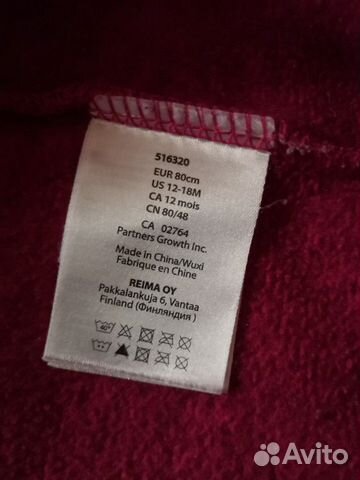 516320
EUR 80cm
US 12-18M
CA 12 mois
CN 80/48
CA 02764
Partners Growth Inc.
Made in China/Wuxi
Fabrique en Chine
REIMA OY
Pakkalankuja 6, Vantaa
Finland (Финляндия)
Avito